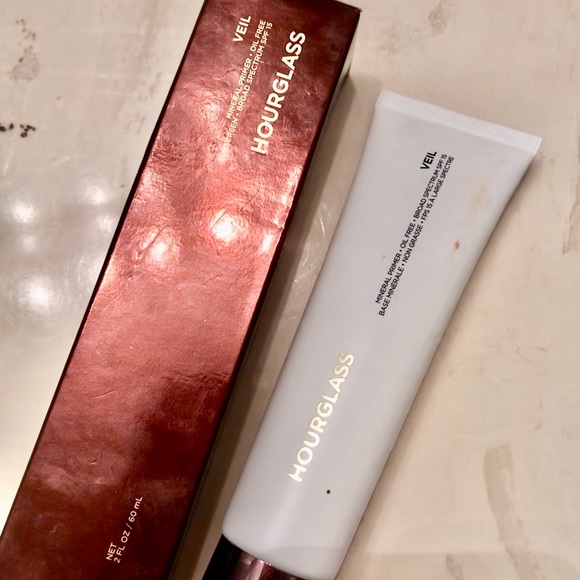 VEIL
MINERAL PRIMER • OIL FREE
BROAD SPECTRUM SPF 15
HOURGLASS
NET
2 FL OZ / 60 mL
VEIL
MINERAL PRIMER • OIL FREE • BROAD SPECTRUM SPF 15
BASE MINÉRALE • NON GRASSE • FPS 15 À LARGE SPECTRE
HOURGLASS